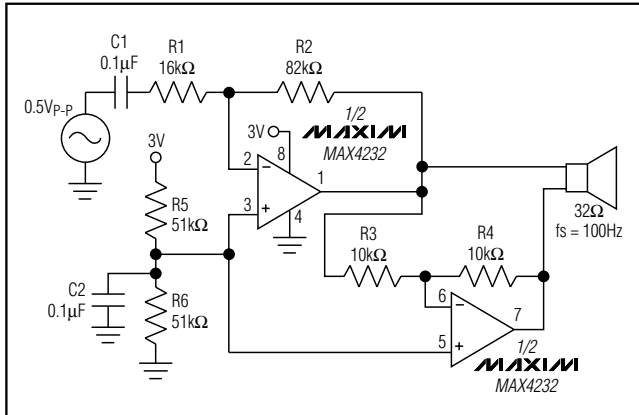 C1
0.1µF
R1
16kΩ
R2
82kΩ
0.5VP-P
1/2
MAXIM
MAX4232
3V
8
2
−
3
+
1
4
3V
R5
51kΩ
C2
0.1µF
R6
51kΩ
R3
10kΩ
R4
10kΩ
32Ω
fs = 100Hz
6
−
5
+
7
1/2
MAXIM
MAX4232